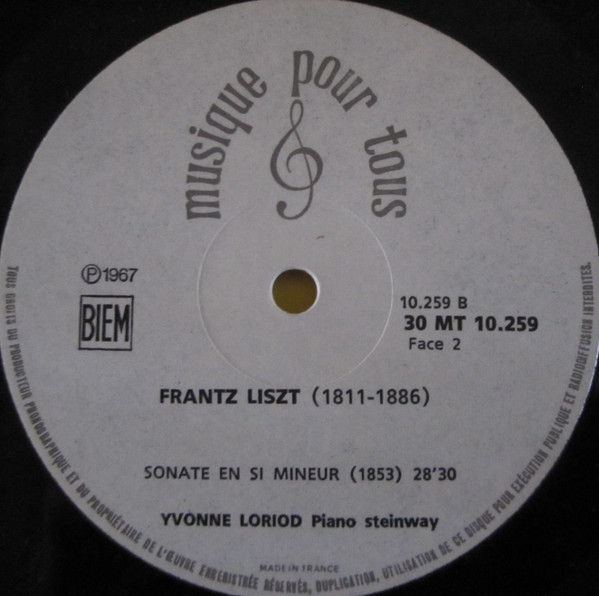 musique pour tous
℗1967
BIEM
10.259 B
30 MT 10.259
Face 2
FRANTZ LISZT (1811-1886)
SONATE EN SI MINEUR (1853) 28'30
YVONNE LORIOD Piano steinway
MADE IN FRANCE
TOUS DROITS DU PRODUCTEUR PHONOGRAPHIQUE ET DU PROPRIÉTAIRE DE L'ŒUVRE ENREGISTRÉE RÉSERVÉS, DUPLICATION, UTILISATION DE CE DISQUE POUR EXÉCUTION PUBLIQUE ET RADIODIFFUSION INTERDITES.